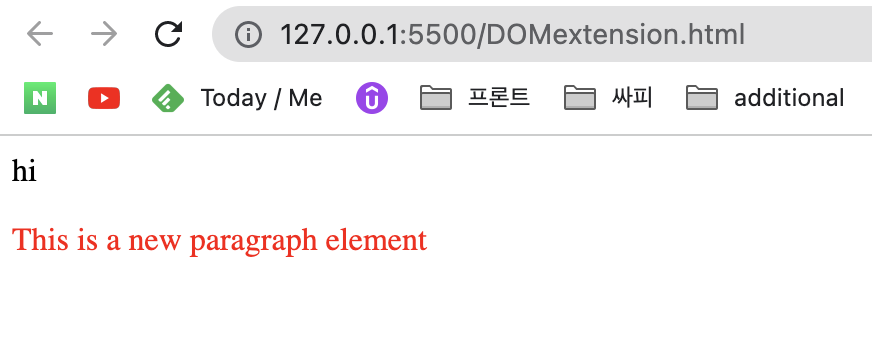 127.0.0.1:5500/DOMextension.html
N Today / Me 프론트 싸피 additional
hi
This is a new paragraph element